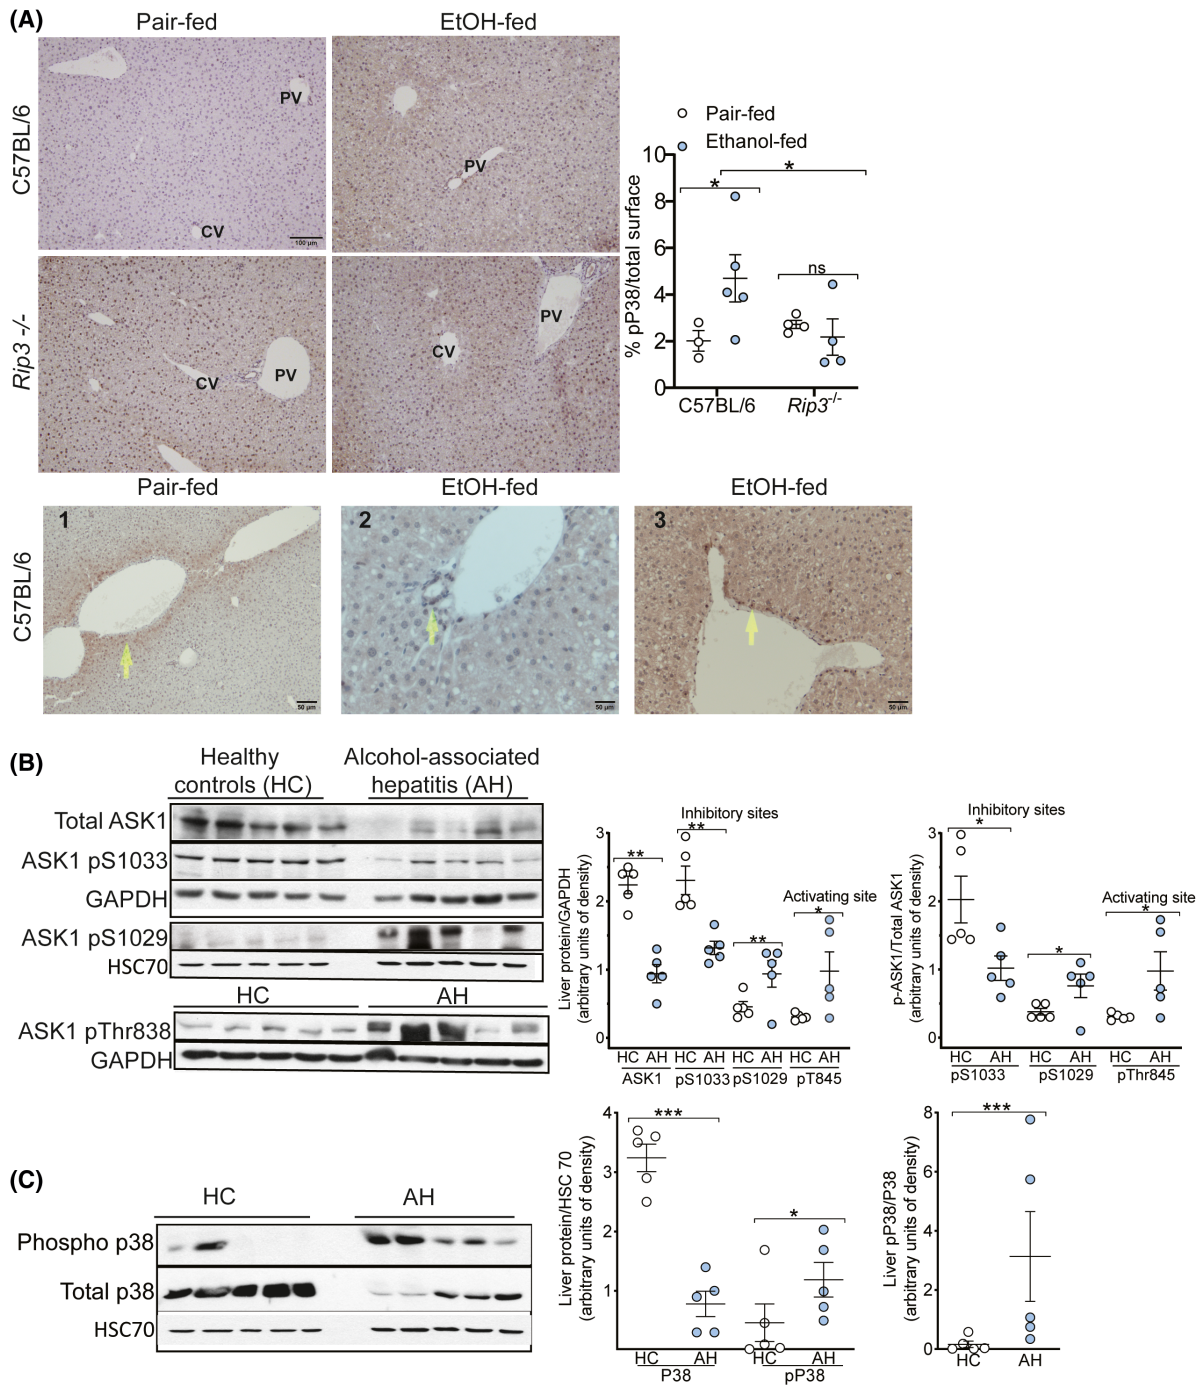 (A)
Pair-fed
EtOH-fed
C57BL/6
PV
CV
100 µm
PV
Rip3 -/-
CV
PV
CV
PV
Pair-fed
Ethanol-fed
% pP38/total surface
10
8
6
4
2
0
*
*
ns
C57BL/6
Rip3-/-
Pair-fed
EtOH-fed
EtOH-fed
C57BL/6
1
50 µm
2
50 µm
3
50 µm
(B)
Healthy
controls (HC)
Alcohol-associated
hepatitis (AH)
Total ASK1
ASK1 pS1033
GAPDH
ASK1 pS1029
HSC70
HC
AH
ASK1 pThr838
GAPDH
Liver protein/GAPDH
(arbitrary units of density)
3
2
1
0
Inhibitory sites
Activating site
**
**
**
*
HC AH HC AH HC AH HC AH
ASK1 pS1033 pS1029 pT845
p-ASK1/Total ASK1
(arbitrary units of density)
3
2
1
0
Inhibitory sites
Activating site
*
*
*
HC AH HC AH HC AH
pS1033 pS1029 pThr845
(C)
HC
AH
Phospho p38
Total p38
HSC70
Liver protein/HSC 70
(arbitrary units of density)
4
3
2
1
***
*
HC AH HC AH
P38 pP38
Liver pP38/P38
(arbitrary units of density)
8
6
4
2
0
***
HC AH